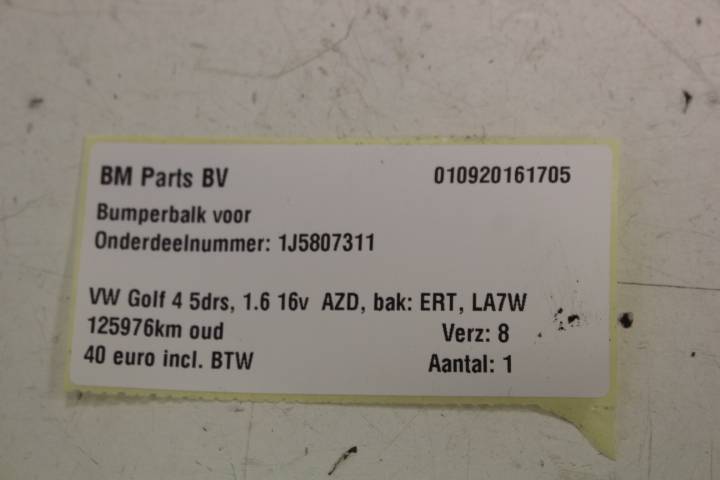 BM Parts BV 010920161705
Bumperbalk voor
Onderdeelnummer: 1J5807311
VW Golf 4 5drs, 1.6 16v AZD, bak: ERT, LA7W
125976km oud Verz: 8
40 euro incl. BTW Aantal: 1